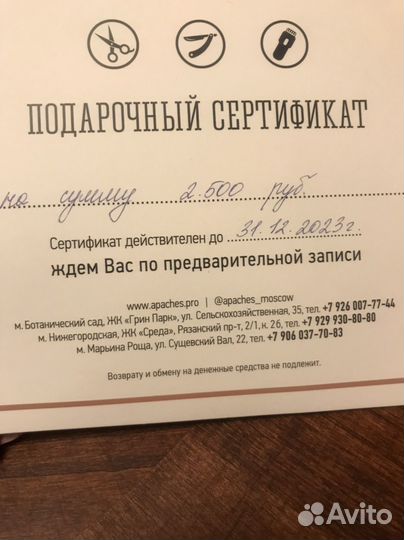 ПОДАРОЧНЫЙ СЕРТИФИКАТ
на сумму 2.500 руб.
Сертификат действителен до 31.12.2023г.
ждем Вас по предварительной записи
www.apaches.pro | @apaches_moscow
м. Ботанический сад, ЖК «Грин Парк», ул. Сельскохозяйственная, 35, тел. +7 926 007-77-44
м. Нижегородская, ЖК «Среда», Рязанский пр-т, 2/1, к. 26, тел. +7 929 930-80-80
м. Марьина Роща, ул. Сущевский Вал, 22, тел. +7 906 037-70-83
Возврату и обмену на денежные средства не подлежит.
Avito